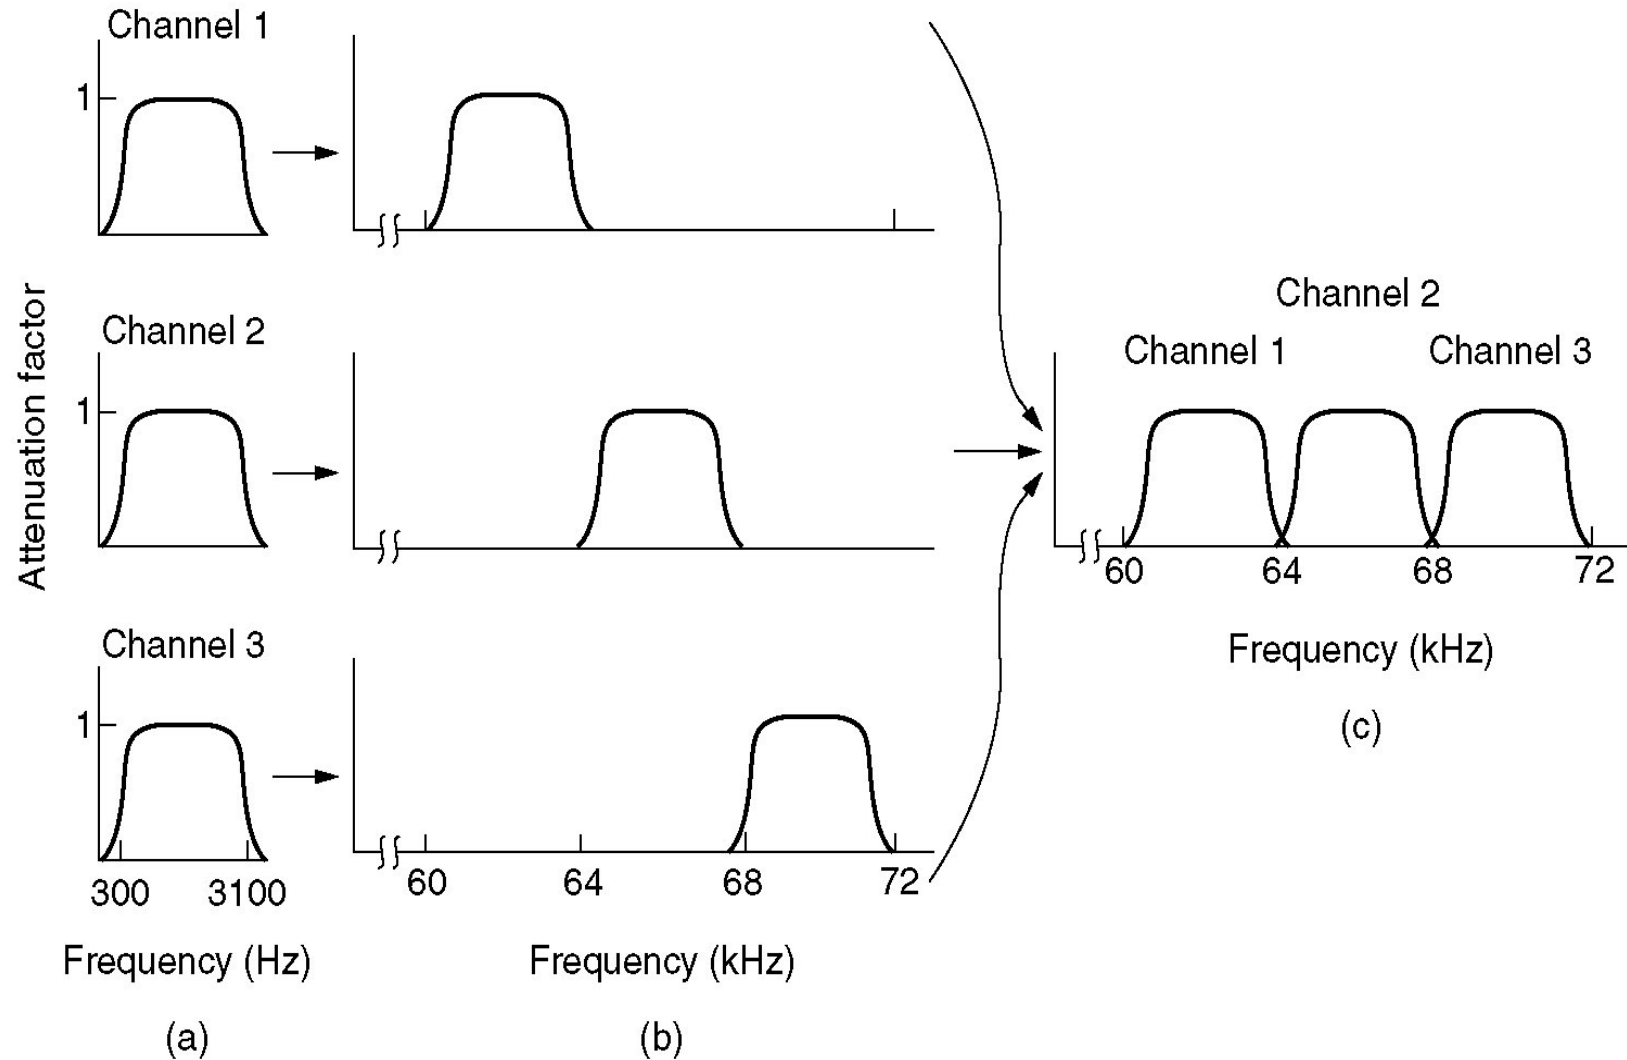 Channel 1
1
Attenuation factor
Channel 2
1
Channel 3
1
300 3100
Frequency (Hz)
(a)
60 64 68 72
Frequency (kHz)
(b)
Channel 2
Channel 1 Channel 3
60 64 68 72
Frequency (kHz)
(c)